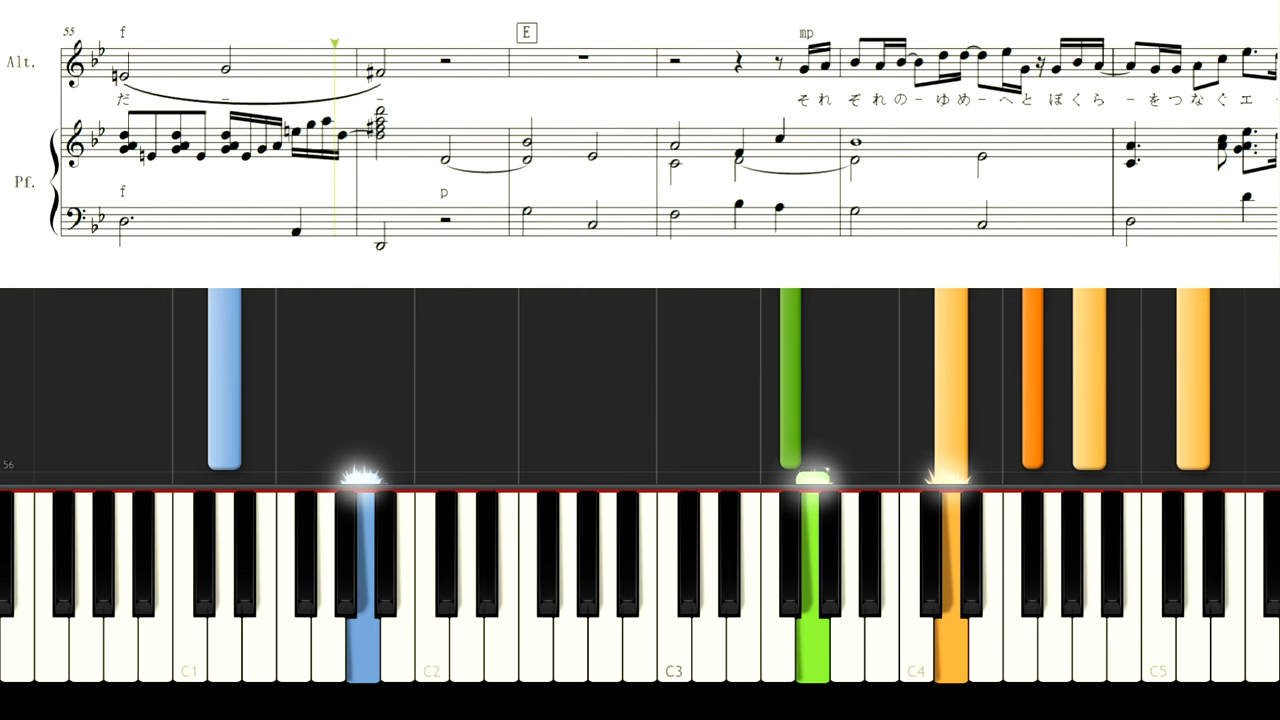 55 f E mp
Alt.
だ - - そ れ ぞ れ の - ゆ め - へ と ぼ く ら - を つ な ぐ エ -
Pf.
f p
56
C1 C2 C3 C4 C5